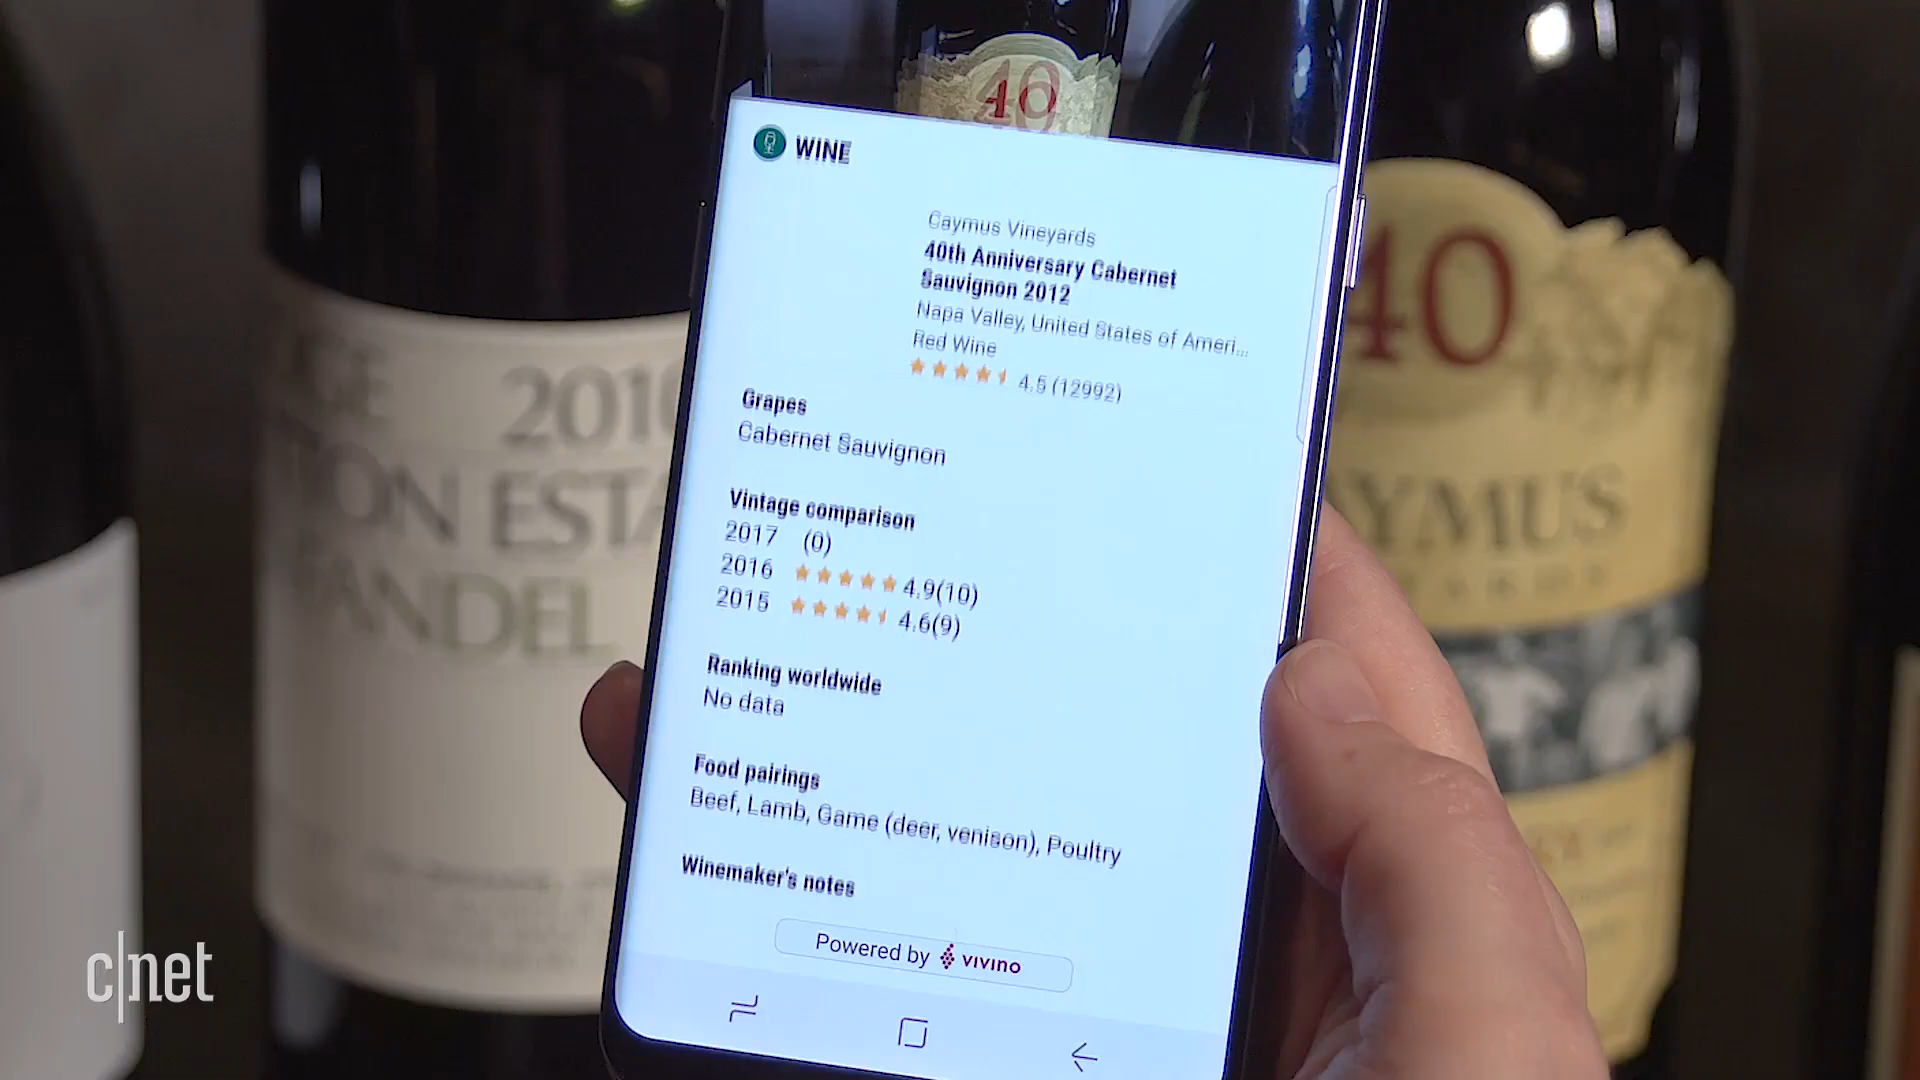 40
WINE
Caymus Vineyards
40th Anniversary Cabernet
Sauvignon 2012
Napa Valley, United States of Ameri...
Red Wine
4.5 (12992)
Grapes
Cabernet Sauvignon
Vintage comparison
2017 (0)
2016 4.9(10)
2015 4.6(9)
Ranking worldwide
No data
Food pairings
Beef, Lamb, Game (deer, venison), Poultry
Winemaker's notes
Powered by VIVINO
2010
40
AYMUS
c|net